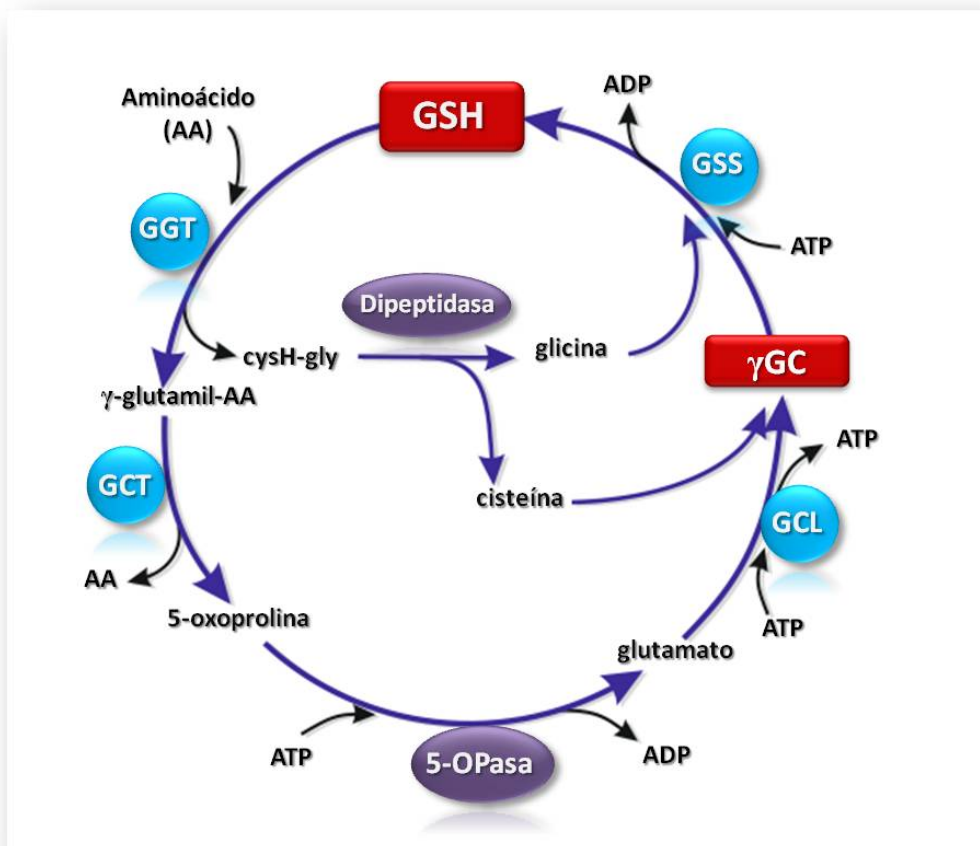 Aminoácido
(AA)
GSH
ADP
GSS
GGT
ATP
Dipeptidasa
cysH-gly
glicina
γGC
γ-glutamil-AA
ATP
GCT
cisteína
GCL
AA
5-oxoprolina
ATP
glutamato
ATP
5-OPasa
ADP